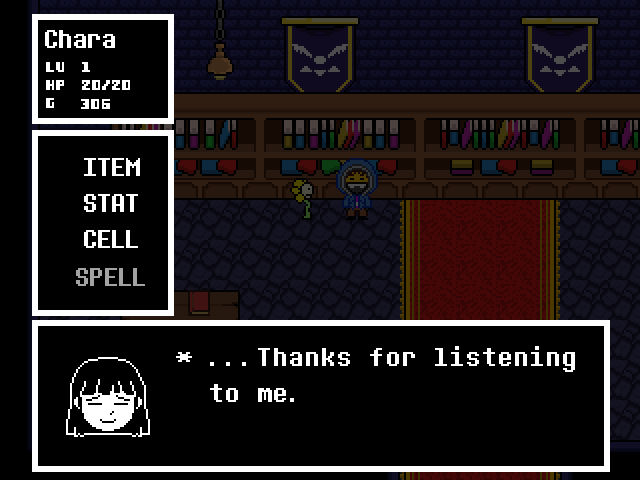 Chara
LV 1
HP 20/20
G 306
ITEM
STAT
CELL
SPELL
* ...Thanks for listening
to me.